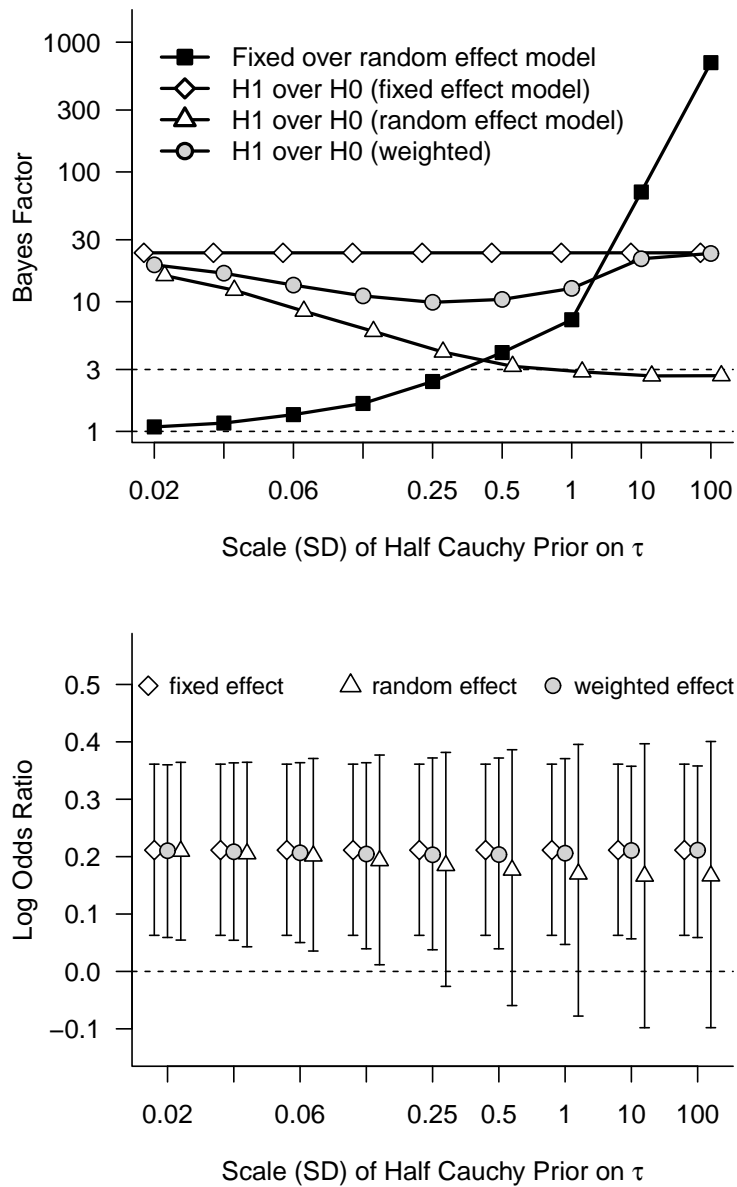 1000
300
100
30
10
3
1
Bayes Factor
Fixed over random effect model
H1 over H0 (fixed effect model)
H1 over H0 (random effect model)
H1 over H0 (weighted)
0.02 0.06 0.25 0.5 1 10 100
Scale (SD) of Half Cauchy Prior on τ
0.5
0.4
0.3
0.2
0.1
0.0
−0.1
Log Odds Ratio
fixed effect random effect weighted effect
0.02 0.06 0.25 0.5 1 10 100
Scale (SD) of Half Cauchy Prior on τ